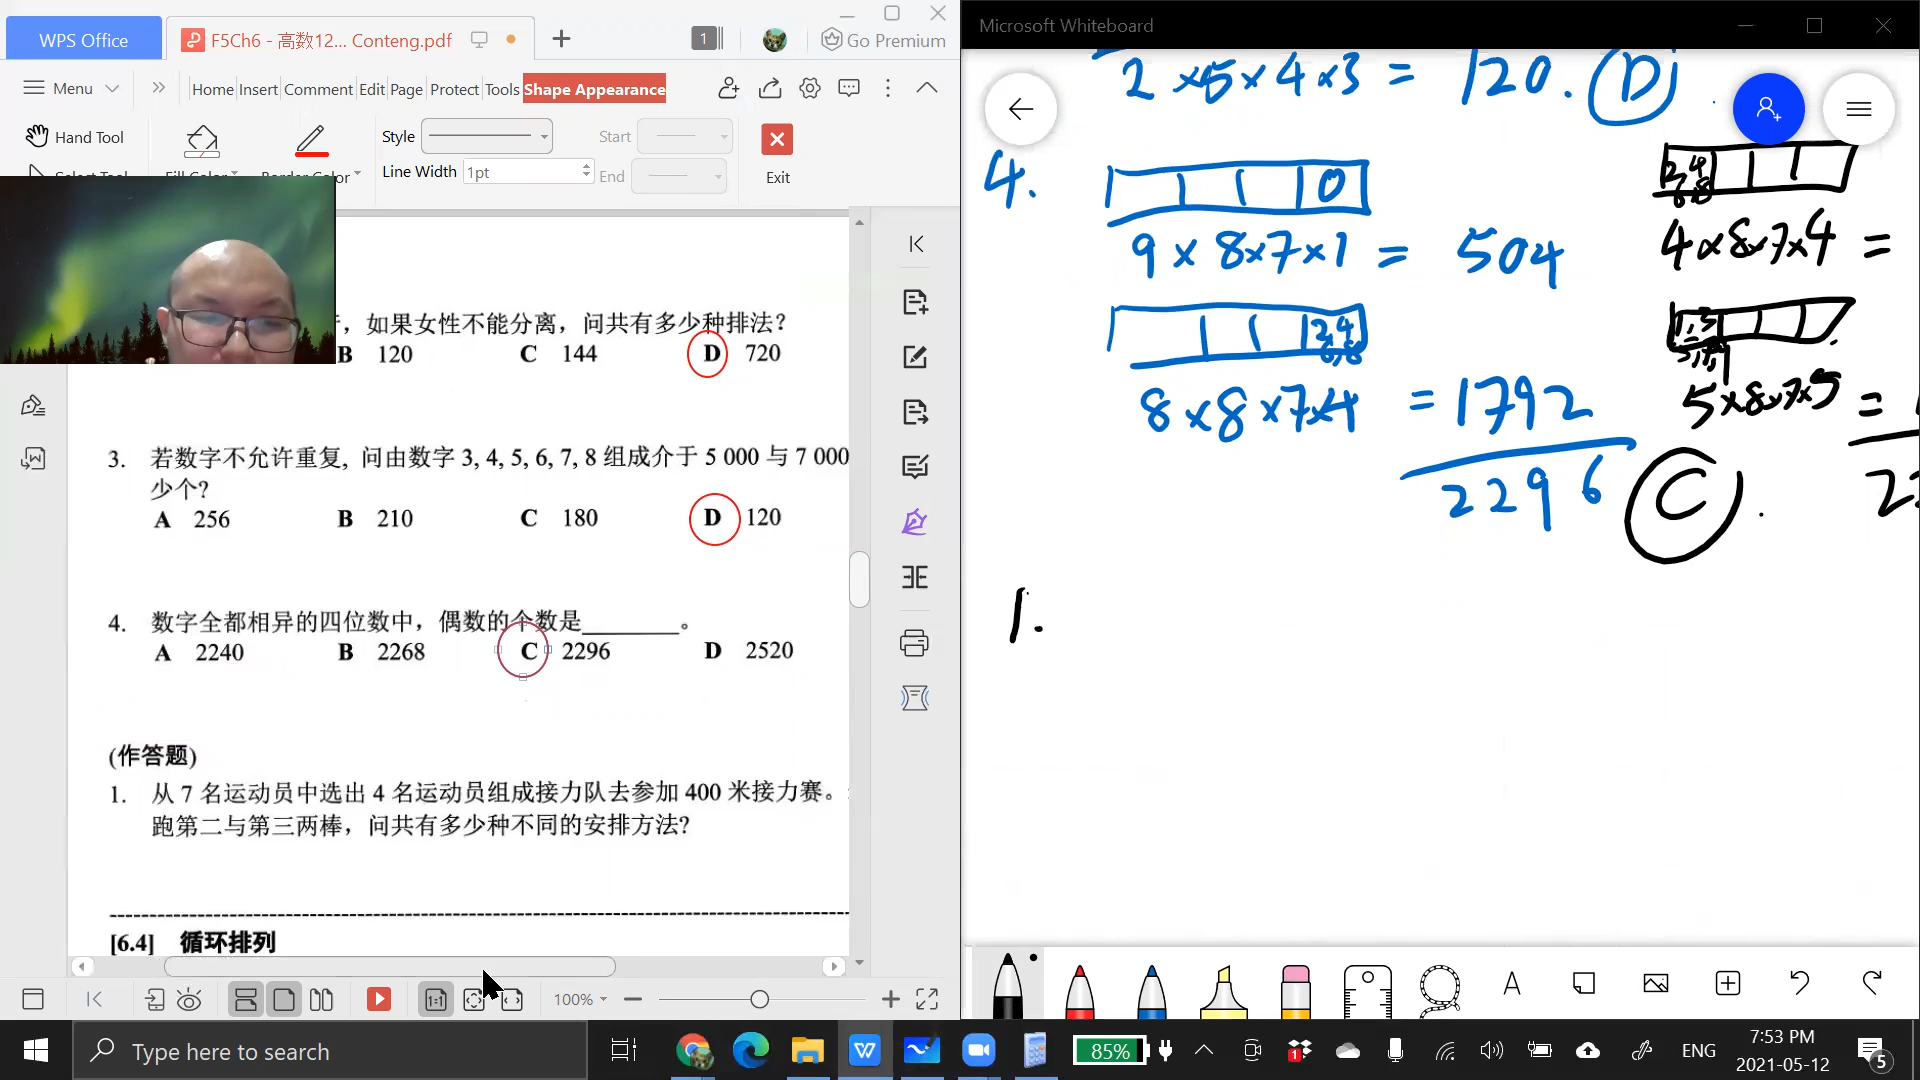 WPS Office
F5Ch6 - 高数12... Conteng.pdf
1
Go Premium
Microsoft Whiteboard
Menu
Home Insert Comment Edit Page Protect Tools Shape Appearance
Hand Tool
Style
Start
Line Width 1pt
End
Exit
如果女性不能分离，问共有多少种排法？
B 120 C 144 D 720
3. 若数字不允许重复, 问由数字 3, 4, 5, 6, 7, 8 组成介于 5 000 与 7 000
少个?
A 256 B 210 C 180 D 120
4. 数字全都相异的四位数中，偶数的个数是________。
A 2240 B 2268 C 2296 D 2520
(作答题)
1. 从 7 名运动员中选出 4 名运动员组成接力队去参加 400 米接力赛。
跑第二与第三两棒，问共有多少种不同的安排方法?
[6.4] 循环排列
100%
2 × 5 × 4 × 3 = 120. D
4.
0
9 × 8 × 7 × 1 = 504
2, 4
6, 8
8 × 8 × 7 × 4 = 1792
2296 C
2, 4
6, 8
4 × 8 × 7 × 4 =
5 × 8 × 7 × 5 =
1.
Type here to search
85%
ENG
7:53 PM
2021-05-12
5